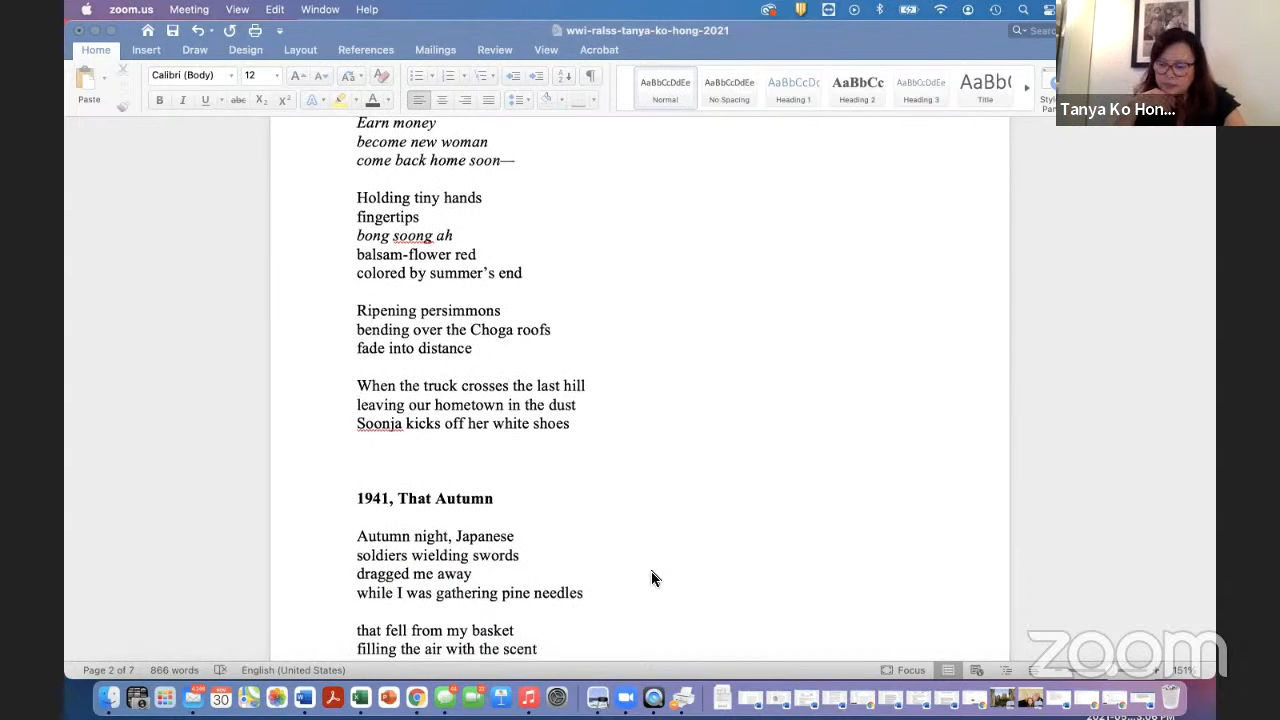 zoom.us Meeting View Edit Window Help
wwi-ralss-tanya-ko-hong-2021
Home Insert Draw Design Layout References Mailings Review View Acrobat
Paste
Calibri (Body) 12
AaBbCcDdEe AaBbCcDdEe AaBbCcDc AaBbCc AaBbCcDdEe AaBb(
Normal No Spacing Heading 1 Heading 2 Heading 3 Title
Tanya Ko Hon...
Earn money
become new woman
come back home soon—
Holding tiny hands
fingertips
bong soong ah
balsam-flower red
colored by summer's end
Ripening persimmons
bending over the Choga roofs
fade into distance
When the truck crosses the last hill
leaving our hometown in the dust
Soonja kicks off her white shoes
1941, That Autumn
Autumn night, Japanese
soldiers wielding swords
dragged me away
while I was gathering pine needles
that fell from my basket
filling the air with the scent
zoom
Page 2 of 7 866 words English (United States) Focus 151%
30